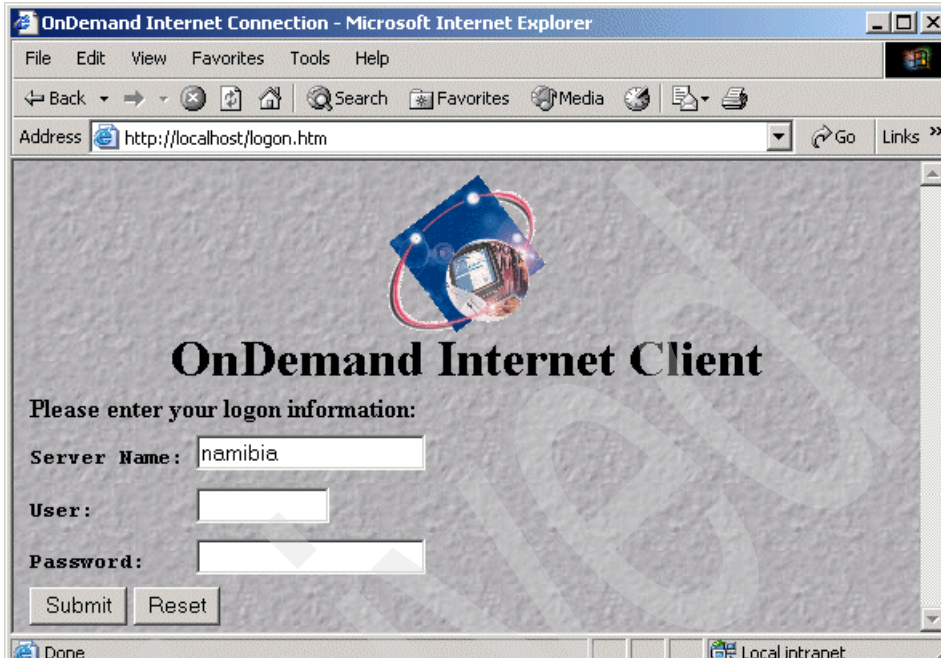 OnDemand Internet Connection - Microsoft Internet Explorer
File Edit View Favorites Tools Help
Back Search Favorites Media
Address http://localhost/logon.htm Go Links »
OnDemand Internet Client
Please enter your logon information:
Server Name: namibia
User:
Password:
Submit Reset
Done Local intranet